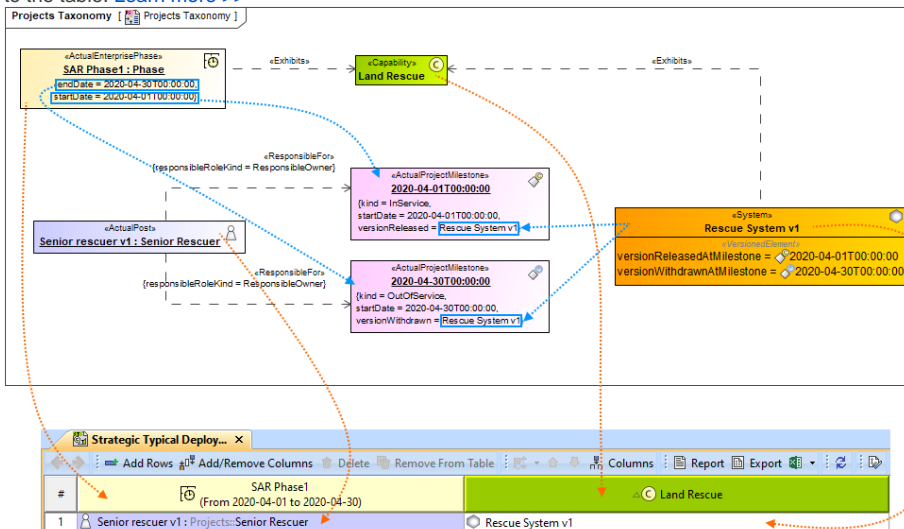 to the table. Learn more >>
Projects Taxonomy [ Projects Taxonomy ]
«ActualEnterprisePhase»
SAR Phase1 : Phase
{endDate = 2020-04-30T00:00:00,
startDate = 2020-04-01T00:00:00}
«Exhibits»
«Capability»
C
Land Rescue
«Exhibits»
«ResponsibleFor»
{responsibleRoleKind = ResponsibleOwner}
«ActualProjectMilestone»
2020-04-01T00:00:00
{kind = InService,
startDate = 2020-04-01T00:00:00,
versionReleased = Rescue System v1}
«ActualPost»
Senior rescuer v1 : Senior Rescuer
«System»
Rescue System v1
«VersionedElement»
versionReleasedAtMilestone = 2020-04-01T00:00:00
versionWithdrawnAtMilestone = 2020-04-30T00:00:00
«ResponsibleFor»
{responsibleRoleKind = ResponsibleOwner}
«ActualProjectMilestone»
2020-04-30T00:00:00
{kind = OutOfService,
startDate = 2020-04-30T00:00:00,
versionWithdrawn = Rescue System v1}
Strategic Typical Deploy... ×
Add Rows Add/Remove Columns Delete Remove From Table Columns Report Export
# SAR Phase1 C Land Rescue
(From 2020-04-01 to 2020-04-30)
1 Senior rescuer v1 : Projects::Senior Rescuer Rescue System v1